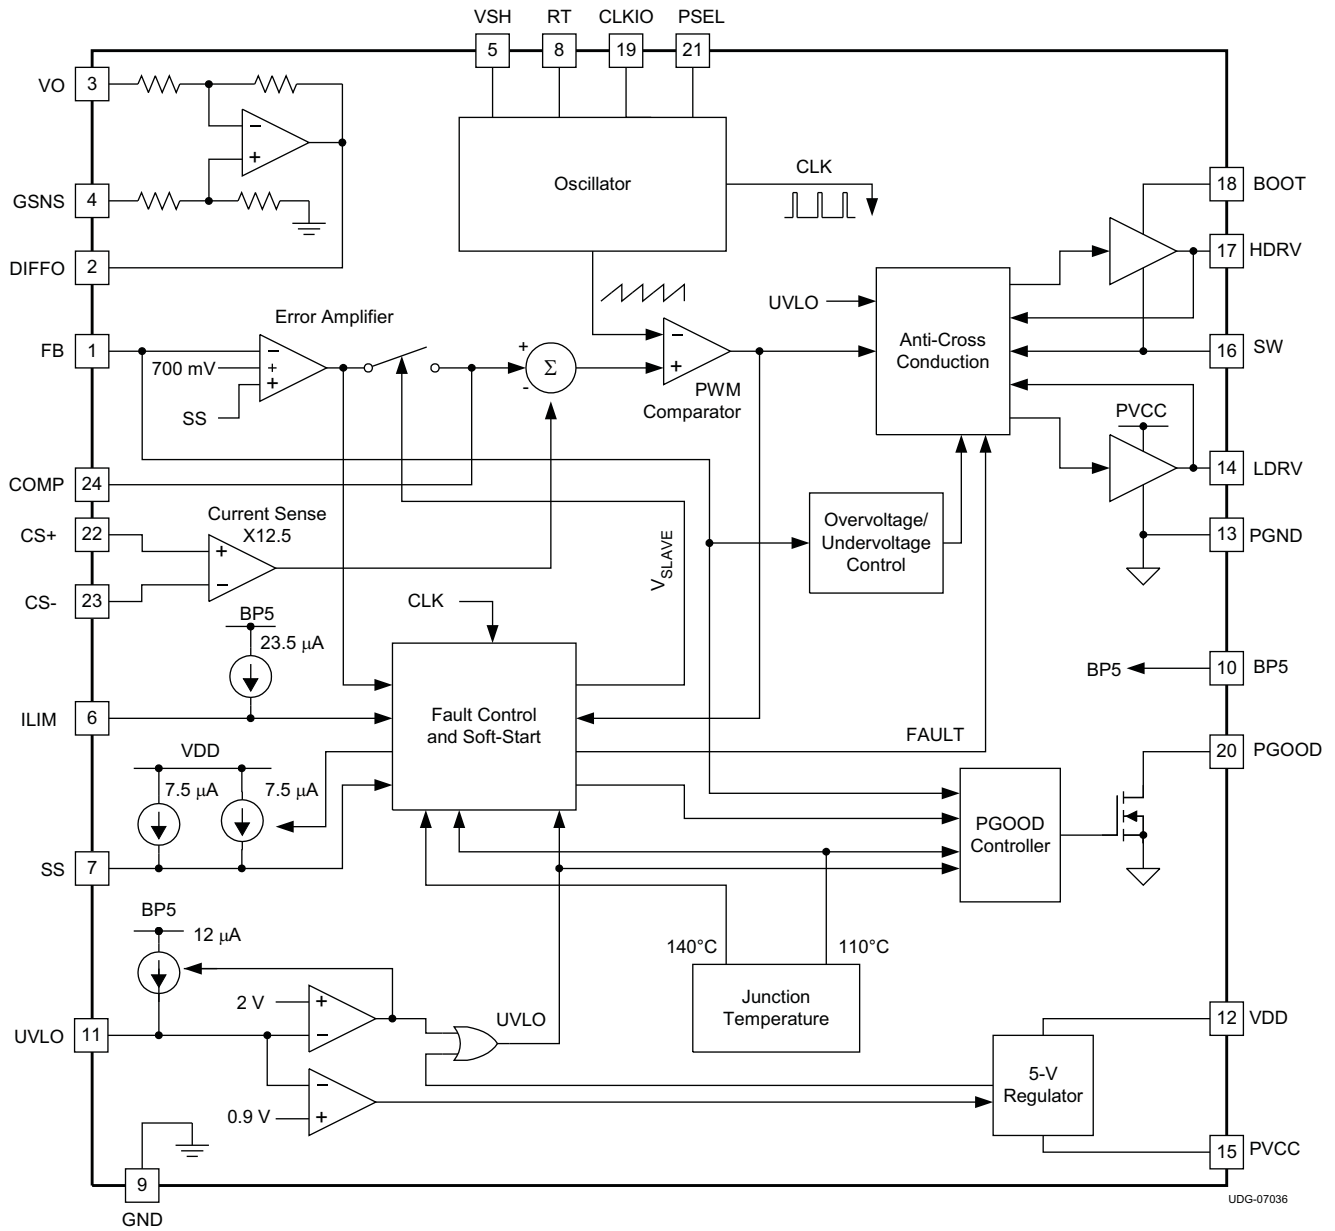 VSH RT CLKIO PSEL
5 8 19 21
VO 3
GSNS 4
DIFFO 2
− +
Oscillator
CLK
18 BOOT
17 HDRV
16 SW
UVLO
Anti-Cross
Conduction
Error Amplifier
FB 1
− + +
700 mV
SS
+ Σ -
− +
PWM
Comparator
PVCC
14 LDRV
13 PGND
COMP 24
CS+ 22
CS- 23
Current Sense
X12.5
+ −
VSLAVE
Overvoltage/
Undervoltage
Control
CLK
BP5
23.5 µA
ILIM 6
Fault Control
and Soft-Start
FAULT
BP5
10 BP5
20 PGOOD
VDD
7.5 µA 7.5 µA
SS 7
PGOOD
Controller
BP5
12 µA
140°C 110°C
Junction
Temperature
2 V
+ −
UVLO
UVLO 11
− +
0.9 V
12 VDD
5-V
Regulator
15 PVCC
9
GND
UDG-07036